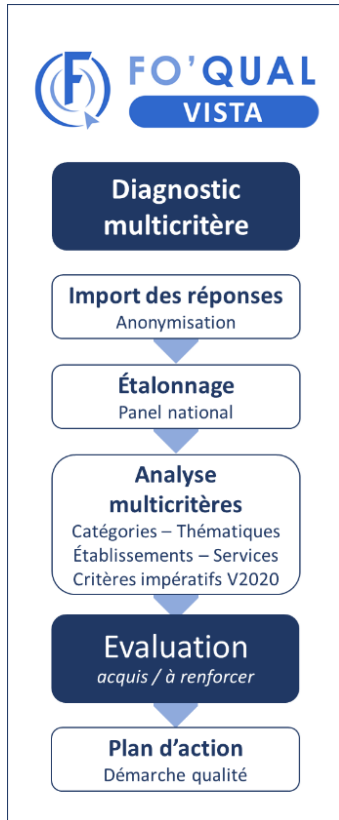 FO’QUAL
VISTA
Diagnostic
multicritère
Import des réponses
Anonymisation
Étalonnage
Panel national
Analyse
multicritères
Catégories – Thématiques
Établissements – Services
Critères impératifs V2020
Evaluation
acquis / à renforcer
Plan d’action
Démarche qualité